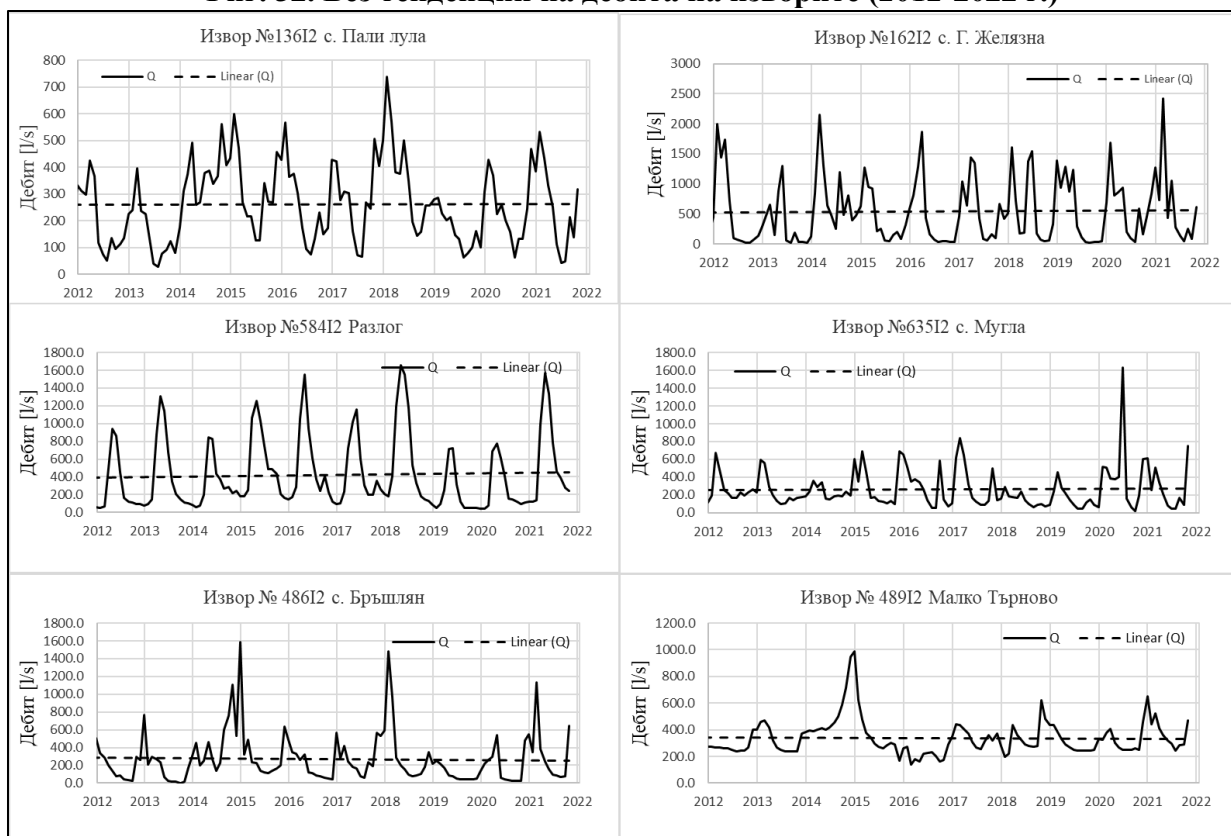 Без тенденция на дебита на изворите (2012-2022 г.)
Извор №136I2 с. Пали лула
Q Linear (Q)
Дебит [l/s]
800
700
600
500
400
300
200
100
0
2012 2013 2014 2015 2016 2017 2018 2019 2020 2021 2022
Извор №162I2 с. Г. Желязна
Q Linear (Q)
Дебит [l/s]
3000
2500
2000
1500
1000
500
0
2012 2013 2014 2015 2016 2017 2018 2019 2020 2021 2022
Извор №584I2 Разлог
Q Linear (Q)
Дебит [l/s]
1800.0
1600.0
1400.0
1200.0
1000.0
800.0
600.0
400.0
200.0
0.0
2012 2013 2014 2015 2016 2017 2018 2019 2020 2021 2022
Извор №635I2 с. Мугла
Q Linear (Q)
Дебит [l/s]
1800.0
1600.0
1400.0
1200.0
1000.0
800.0
600.0
400.0
200.0
0.0
2012 2013 2014 2015 2016 2017 2018 2019 2020 2021 2022
Извор № 486I2 с. Бръшлян
Q Linear (Q)
Дебит [l/s]
1800.0
1600.0
1400.0
1200.0
1000.0
800.0
600.0
400.0
200.0
0.0
2012 2013 2014 2015 2016 2017 2018 2019 2020 2021 2022
Извор № 489I2 Малко Търново
Q Linear (Q)
Дебит [l/s]
1200.0
1000.0
800.0
600.0
400.0
200.0
0.0
2012 2013 2014 2015 2016 2017 2018 2019 2020 2021 2022